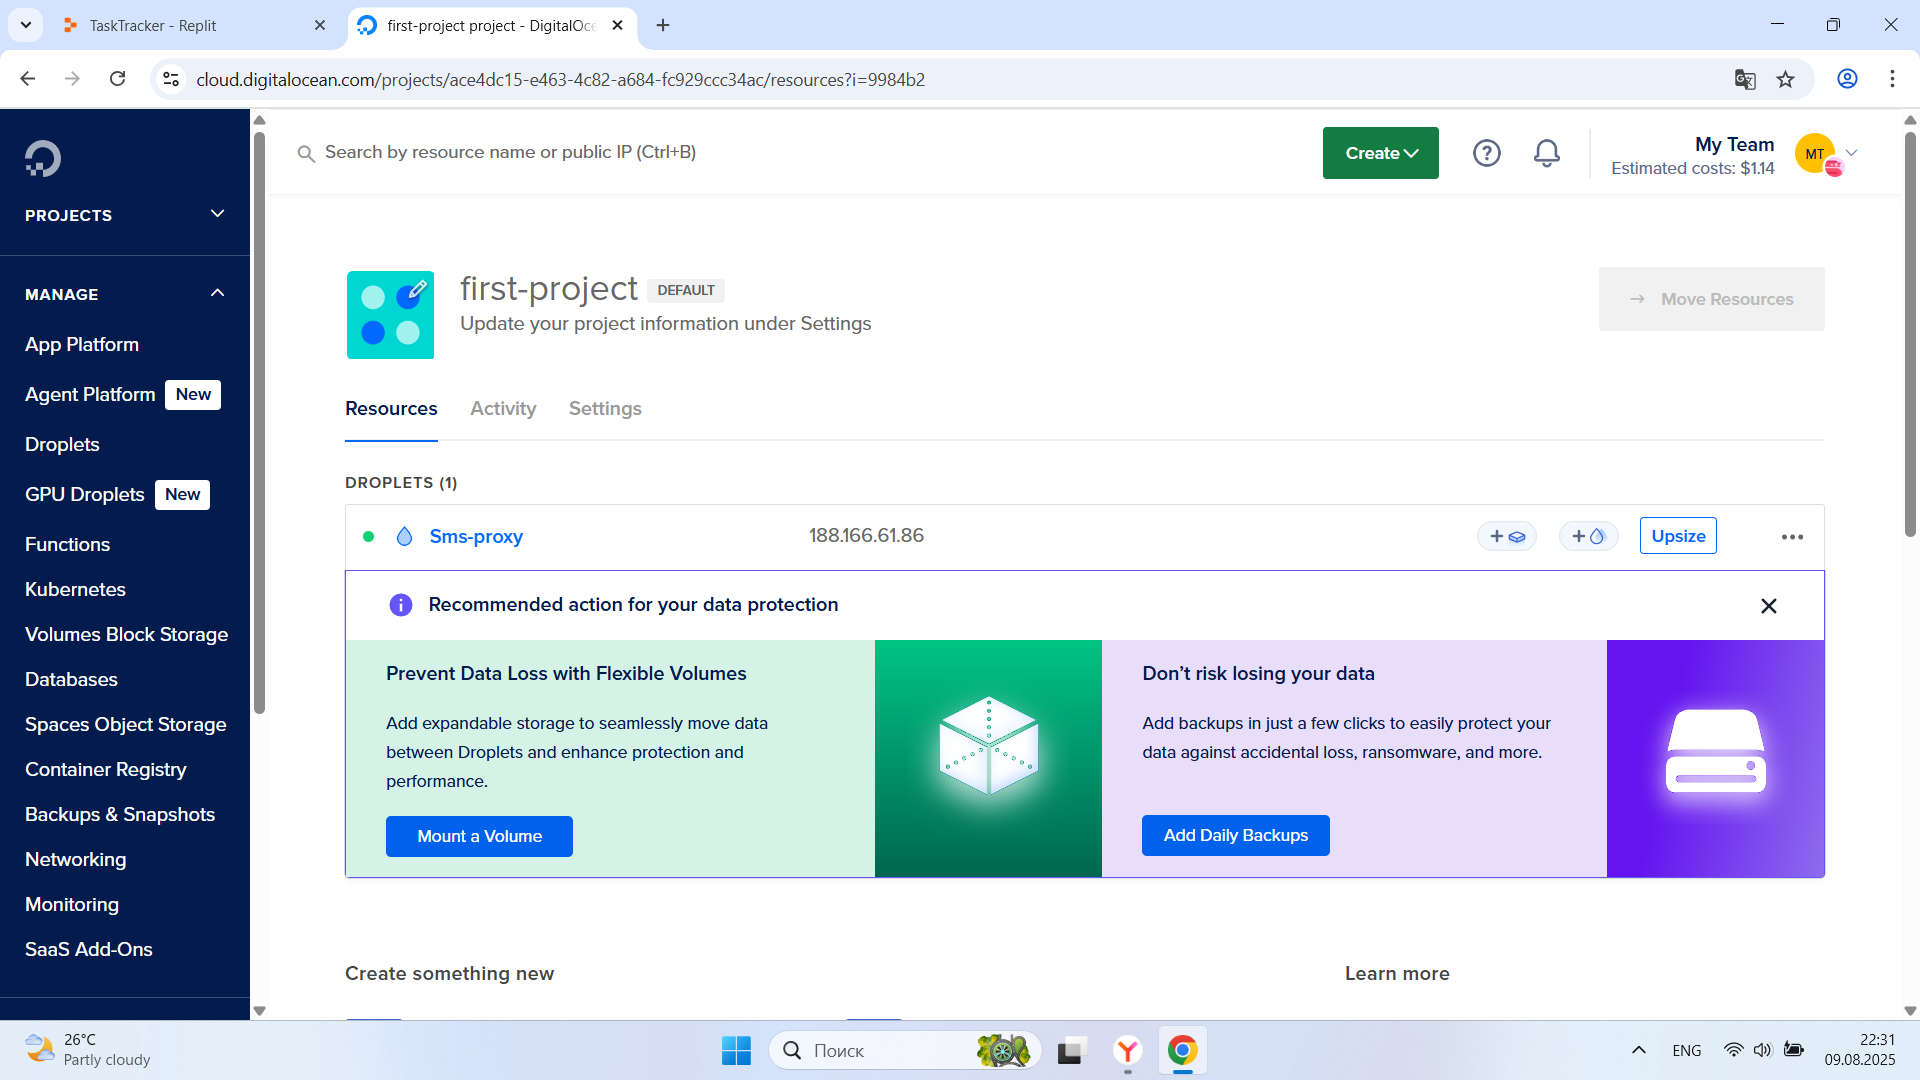 TaskTracker - Replit
first-project project - DigitalOce
cloud.digitalocean.com/projects/ace4dc15-e463-4c82-a684-fc929ccc34ac/resources?i=9984b2
Search by resource name or public IP (Ctrl+B)
Create
My Team
Estimated costs: $1.14
MT
PROJECTS
MANAGE
App Platform
Agent Platform New
Droplets
GPU Droplets New
Functions
Kubernetes
Volumes Block Storage
Databases
Spaces Object Storage
Container Registry
Backups & Snapshots
Networking
Monitoring
SaaS Add-Ons
first-project DEFAULT
Update your project information under Settings
Move Resources
Resources Activity Settings
DROPLETS (1)
Sms-proxy 188.166.61.86 Upsize
Recommended action for your data protection
Prevent Data Loss with Flexible Volumes
Add expandable storage to seamlessly move data
between Droplets and enhance protection and
performance.
Mount a Volume
Don’t risk losing your data
Add backups in just a few clicks to easily protect your
data against accidental loss, ransomware, and more.
Add Daily Backups
Create something new
Learn more
26°C
Partly cloudy
Поиск
ENG
22:31
09.08.2025